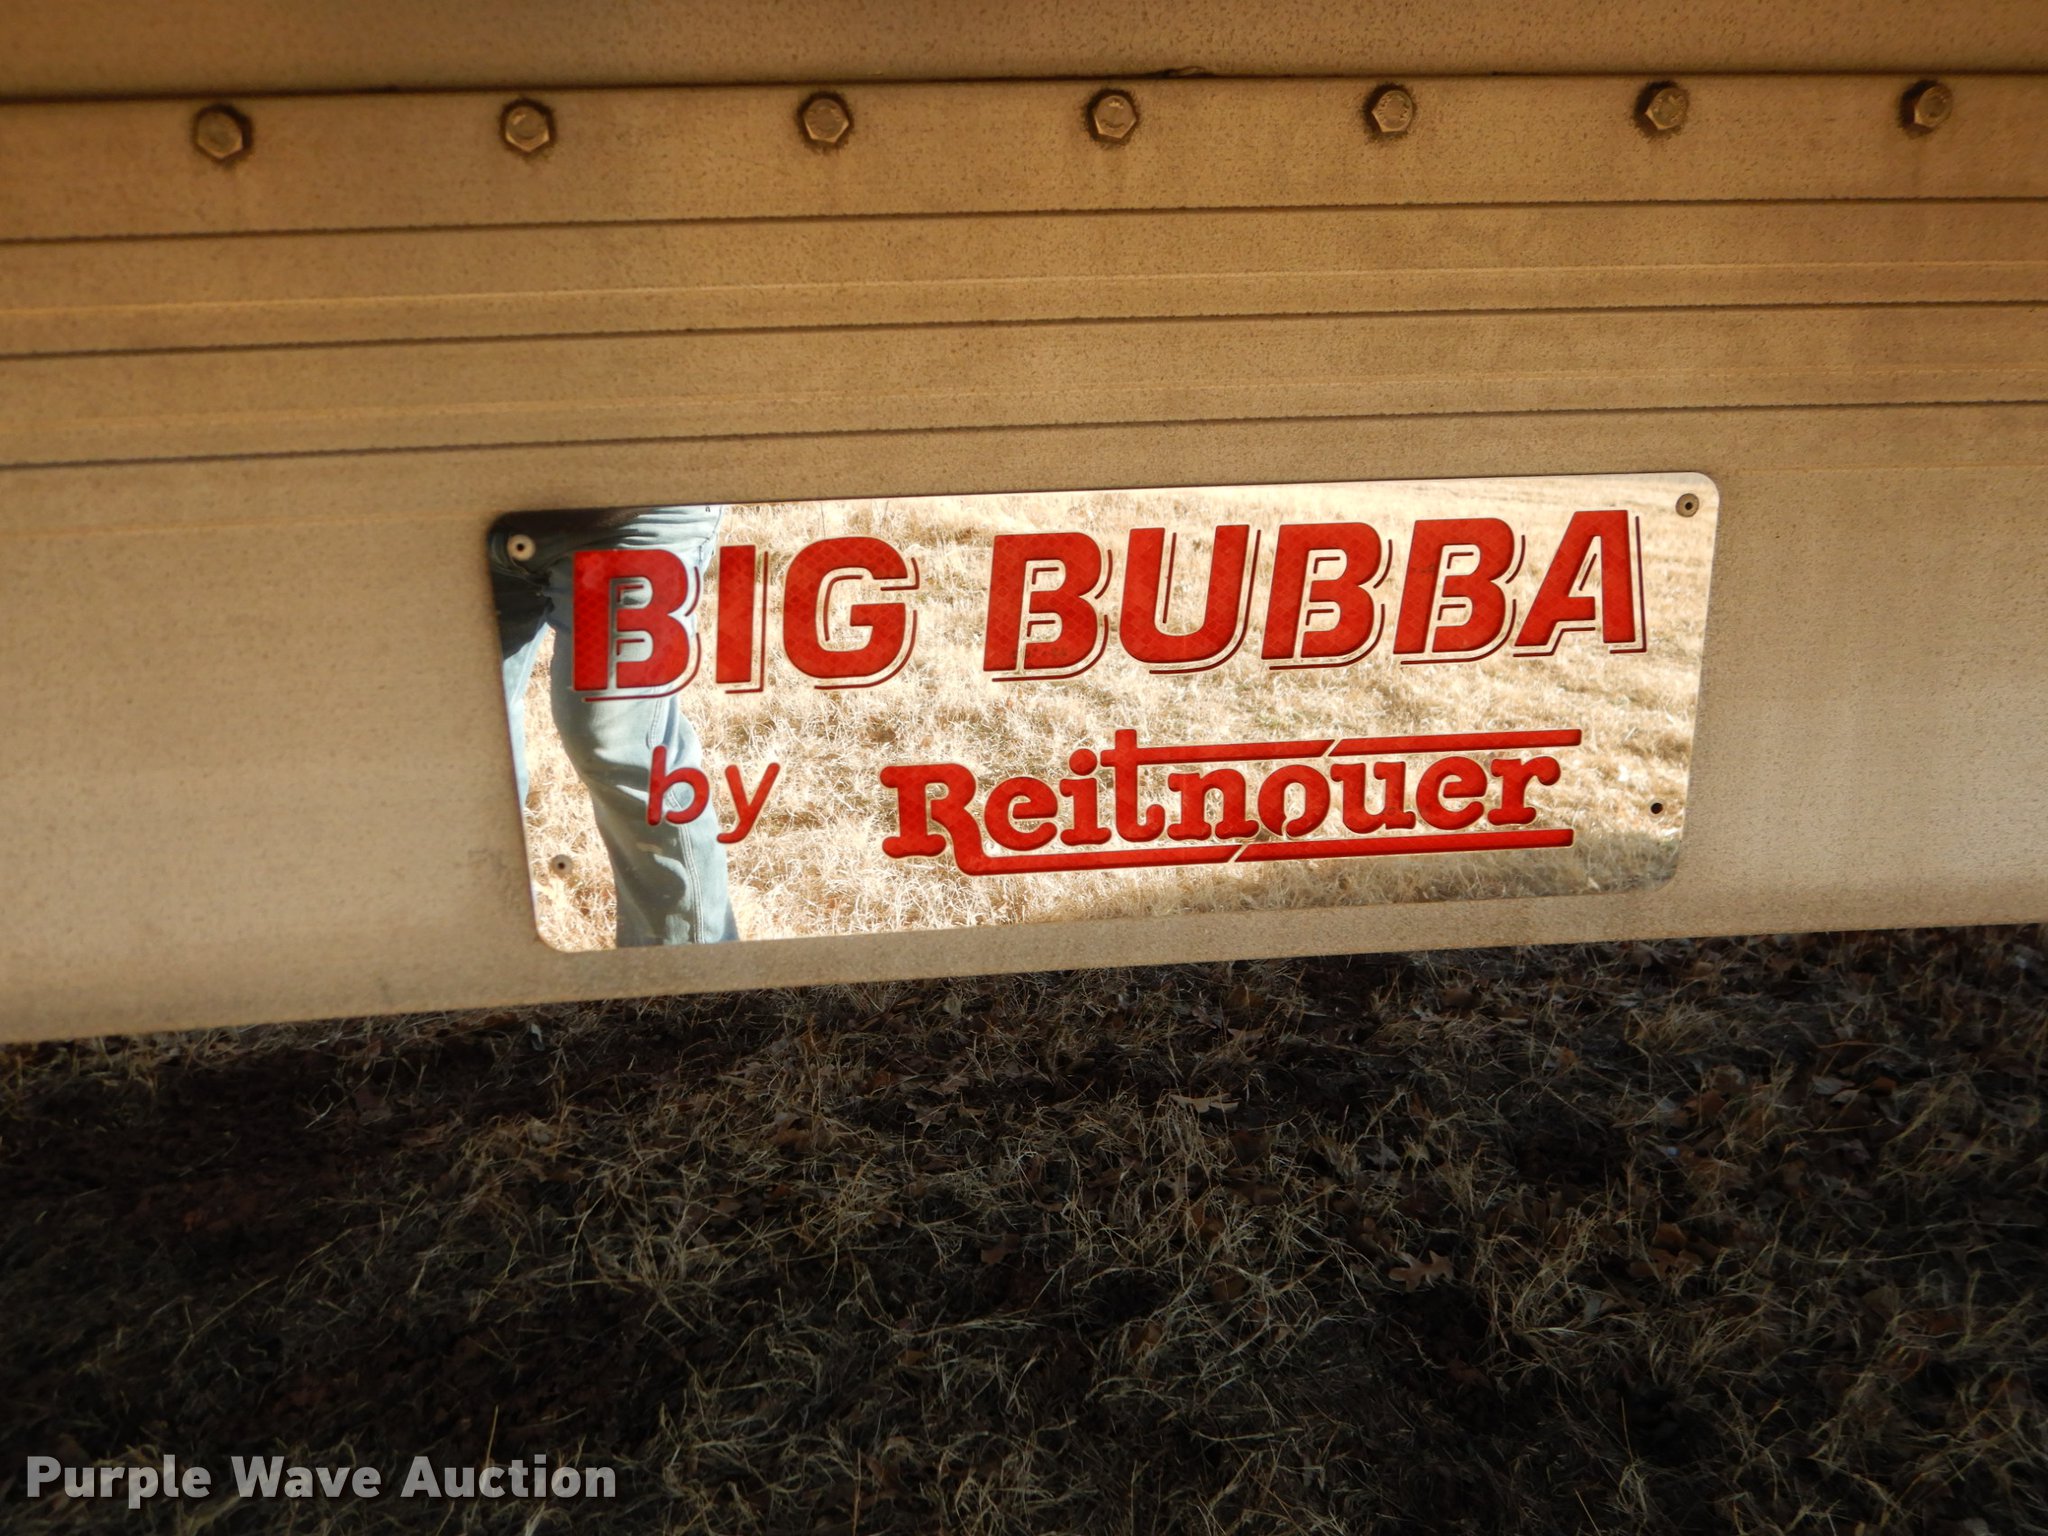 BIG BUBBA
by Reitnouer
Purple Wave Auction